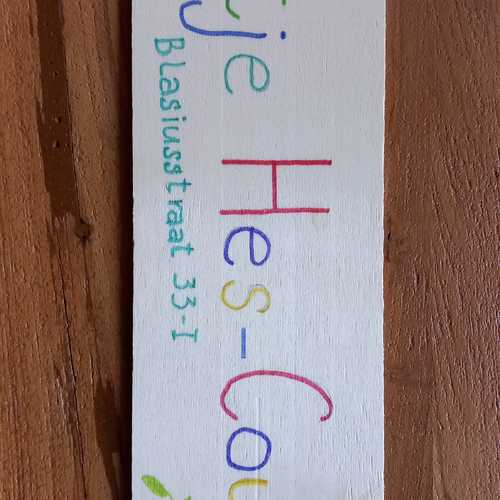 je Hes-Co
Blasiusstraat 33-I